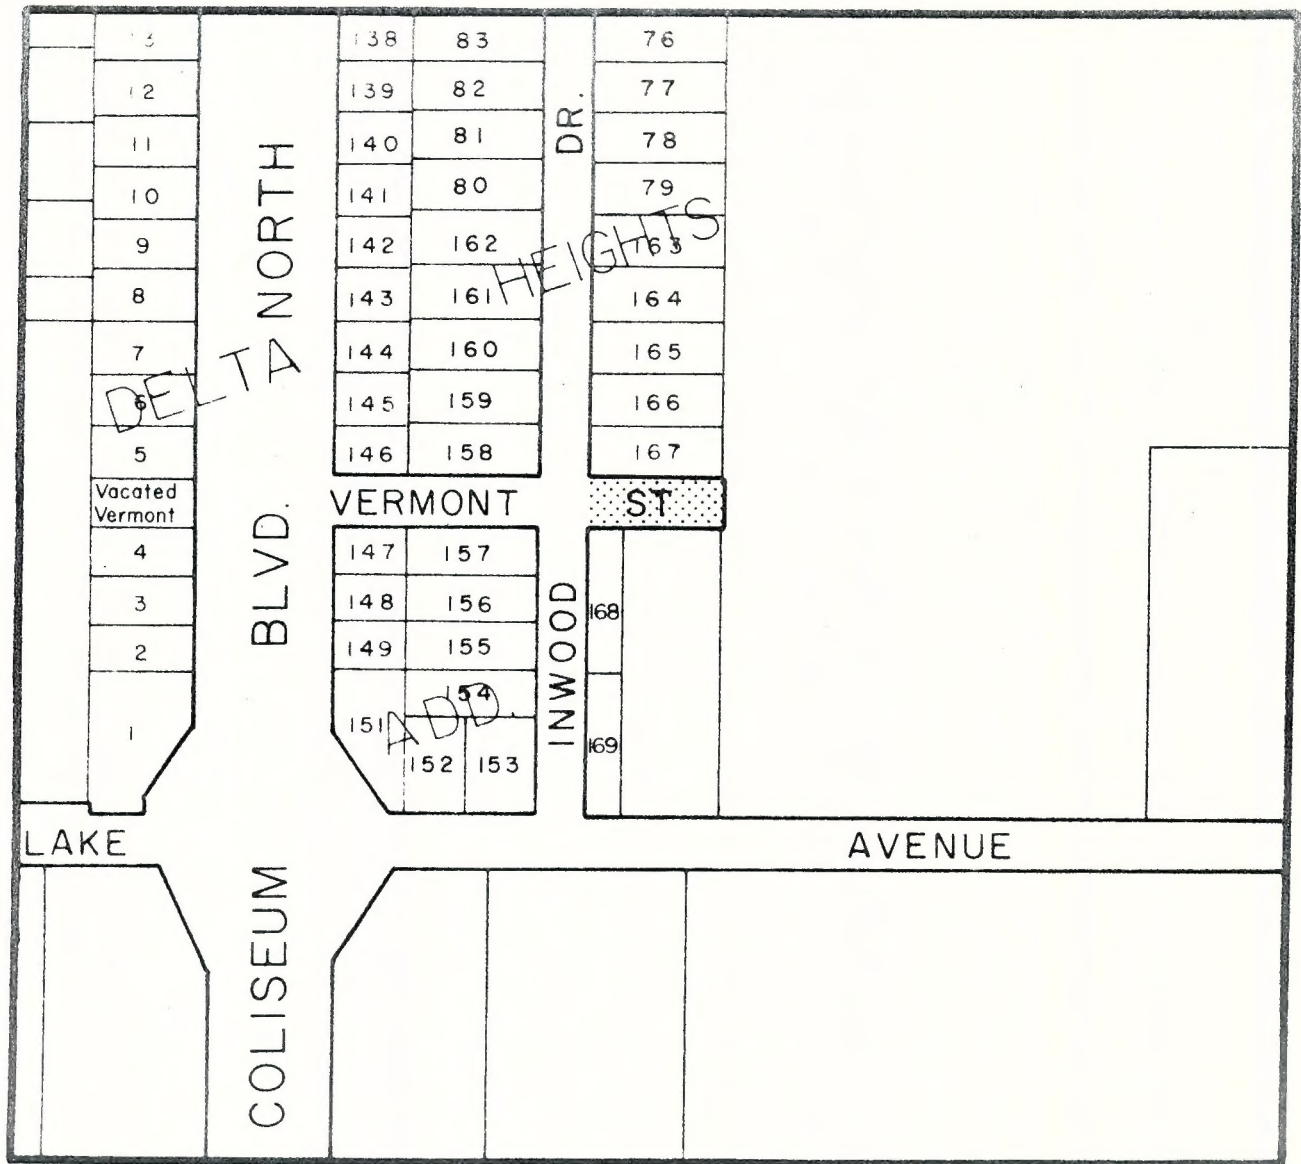 13 138 83 76
12 139 82 77
11 140 81 78
10 141 80 79
9 142 162 163
8 143 161 164
7 144 160 165
6 145 159 166
5 146 158 167
Vacated
Vermont
VERMONT ST
4 147 157
3 148 156 168
2 149 155
154
1 151 152 153 169
COLISEUM BLVD. NORTH
INWOOD DR.
DELTA HEIGHTS ADD.
LAKE AVENUE